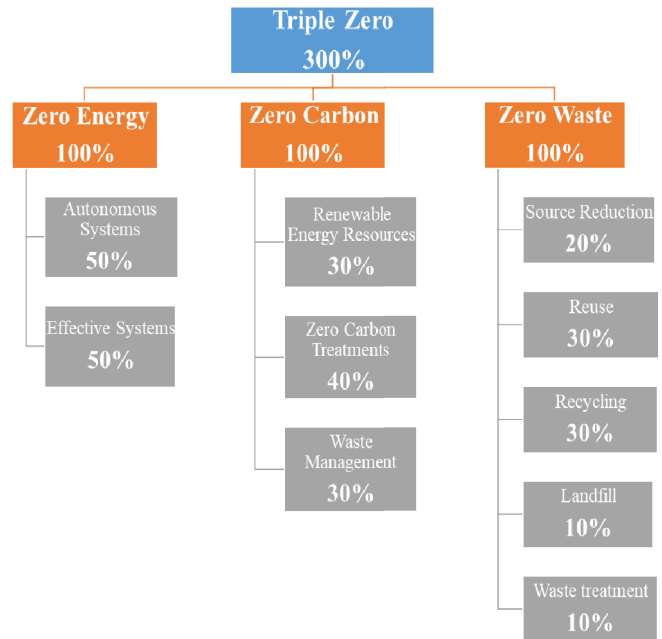 Triple Zero
300%
Zero Energy
100%
Autonomous
Systems
50%
Effective Systems
50%
Zero Carbon
100%
Renewable
Energy Resources
30%
Zero Carbon
Treatments
40%
Waste
Management
30%
Zero Waste
100%
Source Reduction
20%
Reuse
30%
Recycling
30%
Landfill
10%
Waste treatment
10%